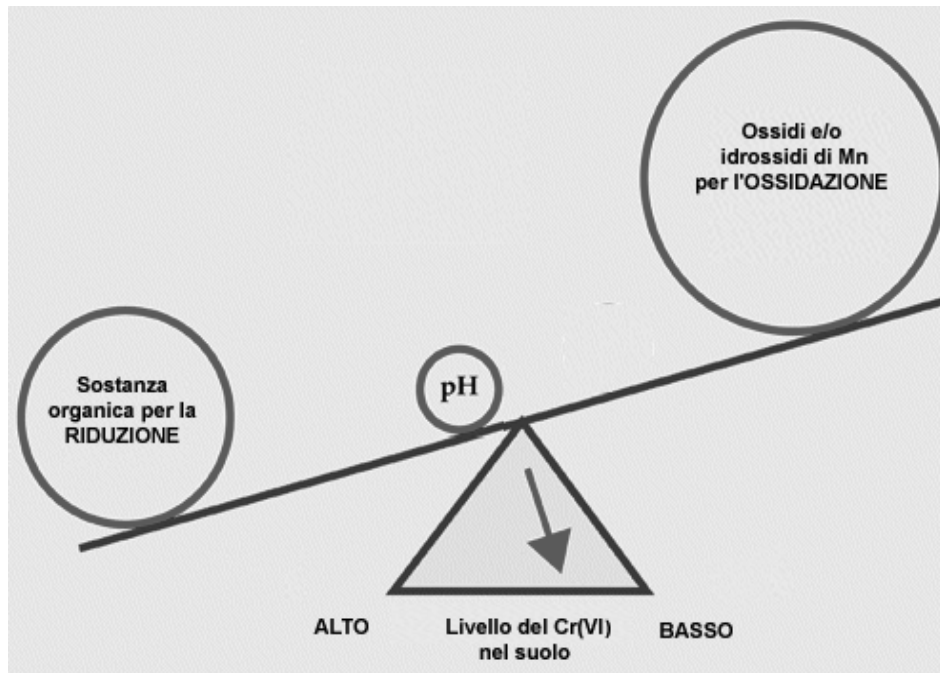 Ossidi e/o
idrossidi di Mn
per l'OSSIDAZIONE
Sostanza
organica per la
RIDUZIONE
pH
ALTO
Livello del Cr(VI)
nel suolo
BASSO